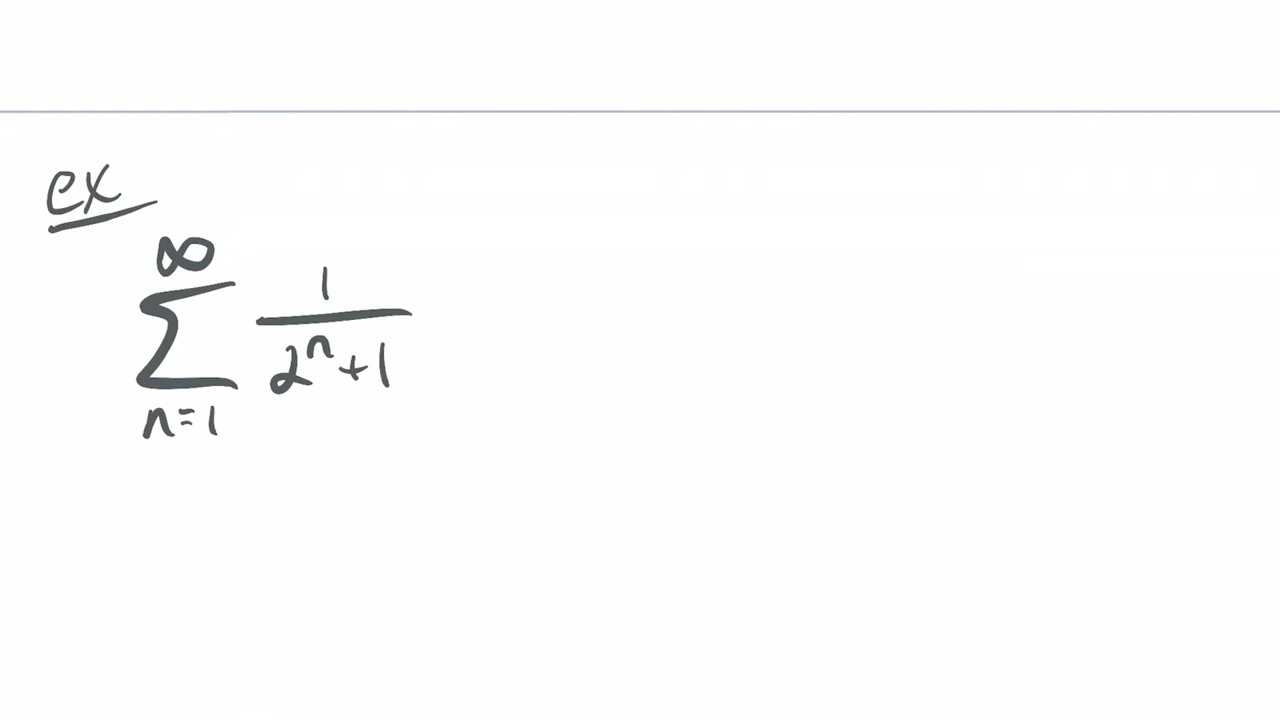 ex
∞
∑ 1/(2ⁿ+1)
n=1